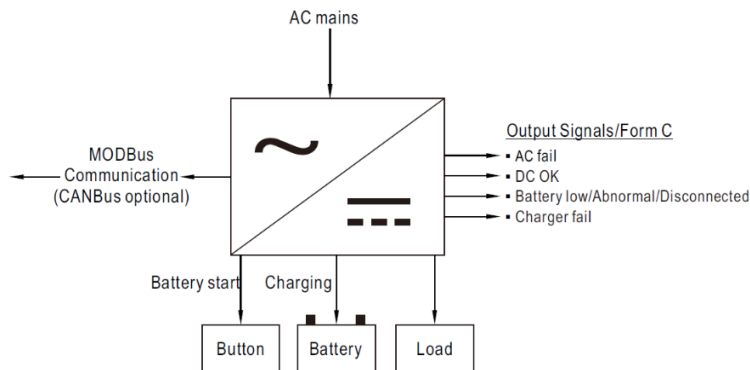 AC mains
MODBus
Communication
(CANBus optional)
Output Signals/Form C
▪ AC fail
▪ DC OK
▪ Battery low/Abnormal/Disconnected
▪ Charger fail
Battery start
Charging
Button
Battery
Load